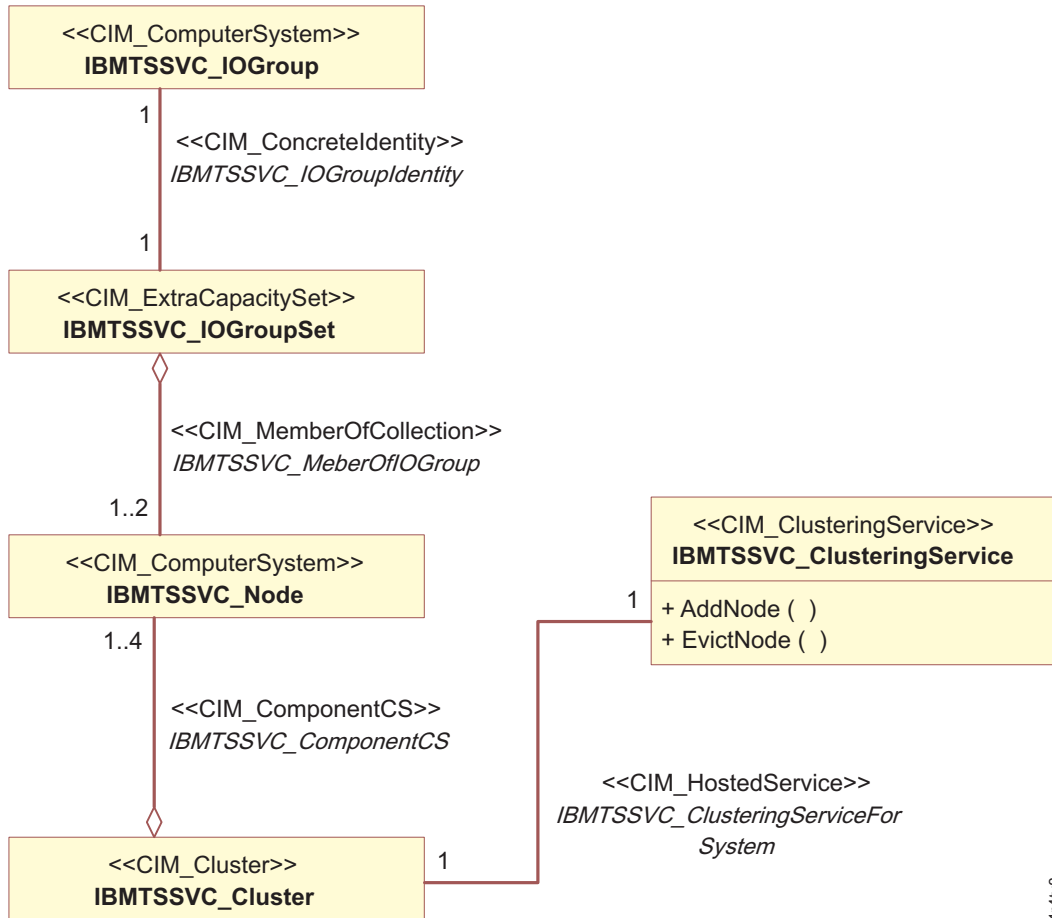 <<CIM_ComputerSystem>>
IBMTSSVC_IOGroup
1
<<CIM_ConcreteIdentity>>
IBMTSSVC_IOGroupIdentity
1
<<CIM_ExtraCapacitySet>>
IBMTSSVC_IOGroupSet
<<CIM_MemberOfCollection>>
IBMTSSVC_MeberOfIOGroup
1..2
<<CIM_ComputerSystem>>
IBMTSSVC_Node
1..4
<<CIM_ClusteringService>>
IBMTSSVC_ClusteringService
1
+ AddNode ( )
+ EvictNode ( )
<<CIM_ComponentCS>>
IBMTSSVC_ComponentCS
<<CIM_HostedService>>
IBMTSSVC_ClusteringServiceFor
System
<<CIM_Cluster>>
IBMTSSVC_Cluster
1